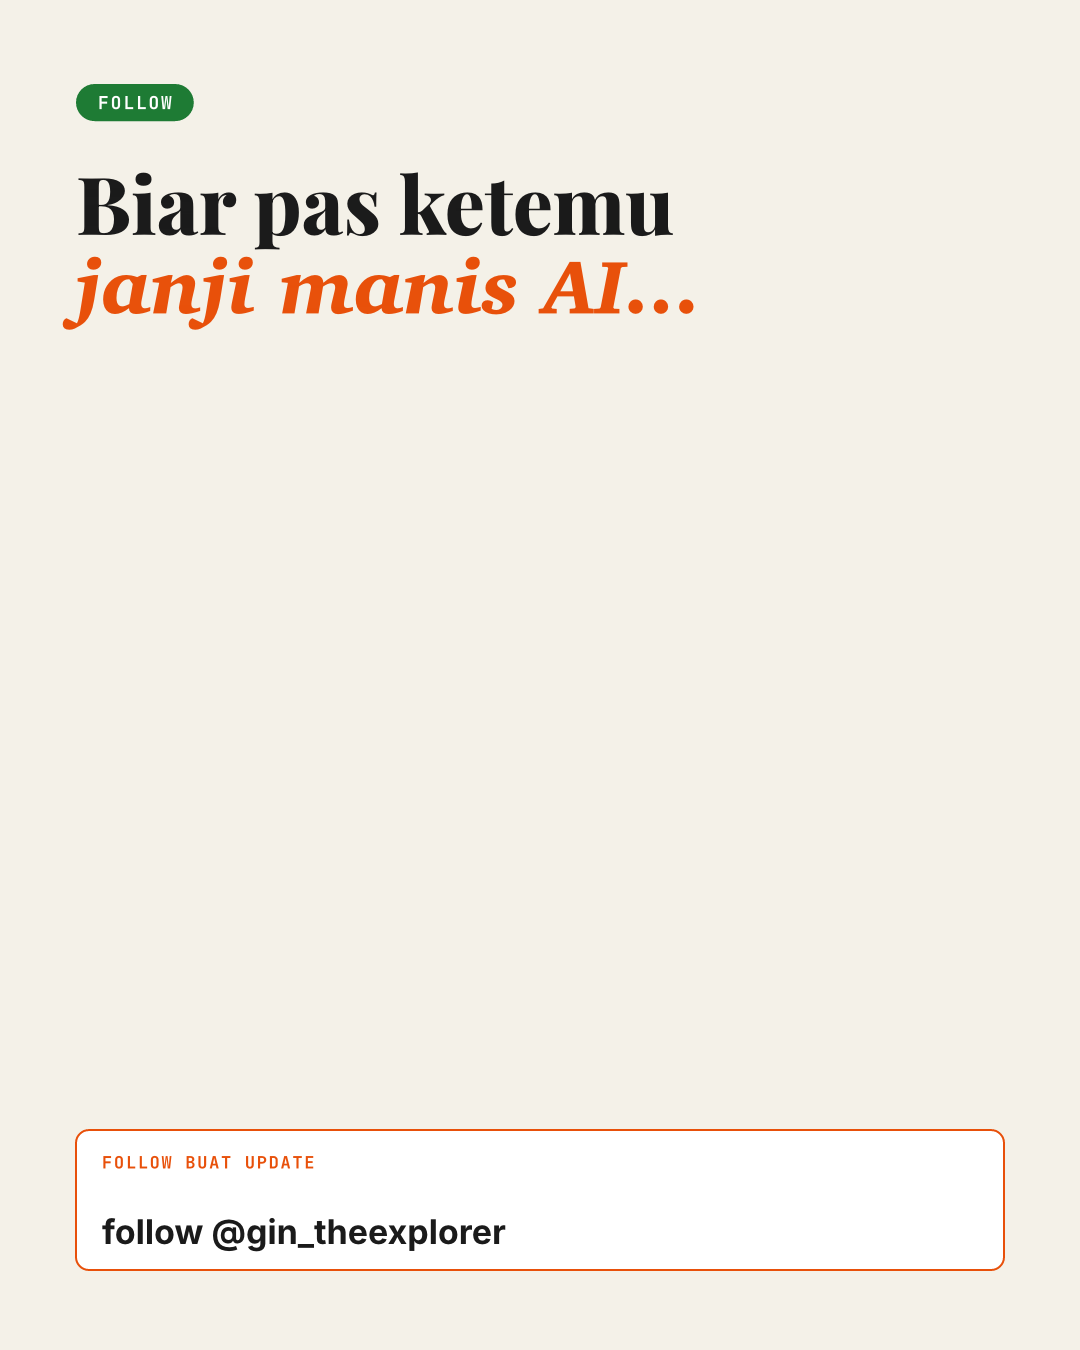 FOLLOW
Biar pas ketemu
janji manis AI...
FOLLOW BUAT UPDATE
follow @gin_theexplorer